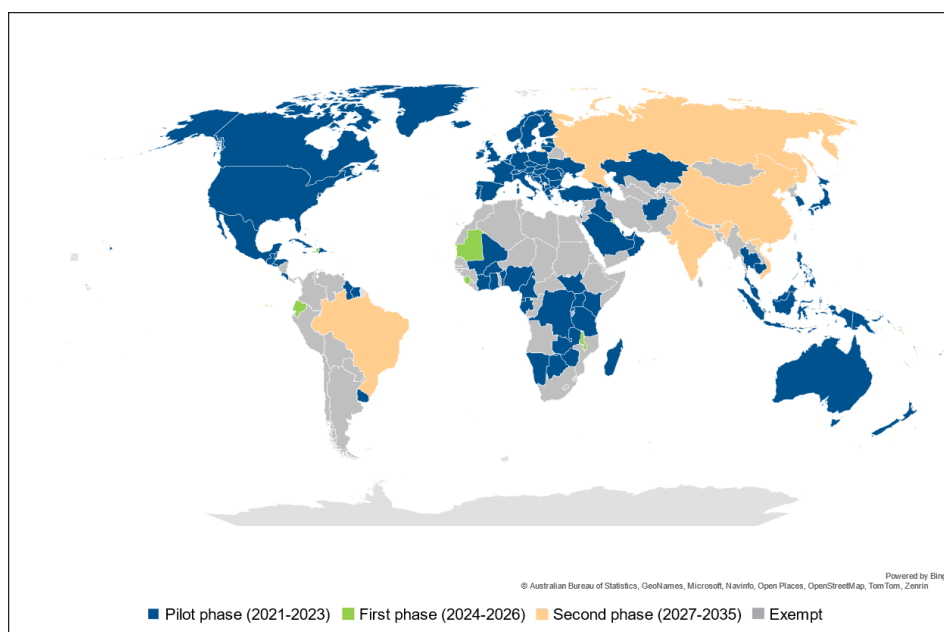 Powered by Bing
© Australian Bureau of Statistics, GeoNames, Microsoft, Navinfo, Open Places, OpenStreetMap, TomTom, Zenrin
Pilot phase (2021-2023) First phase (2024-2026) Second phase (2027-2035) Exempt